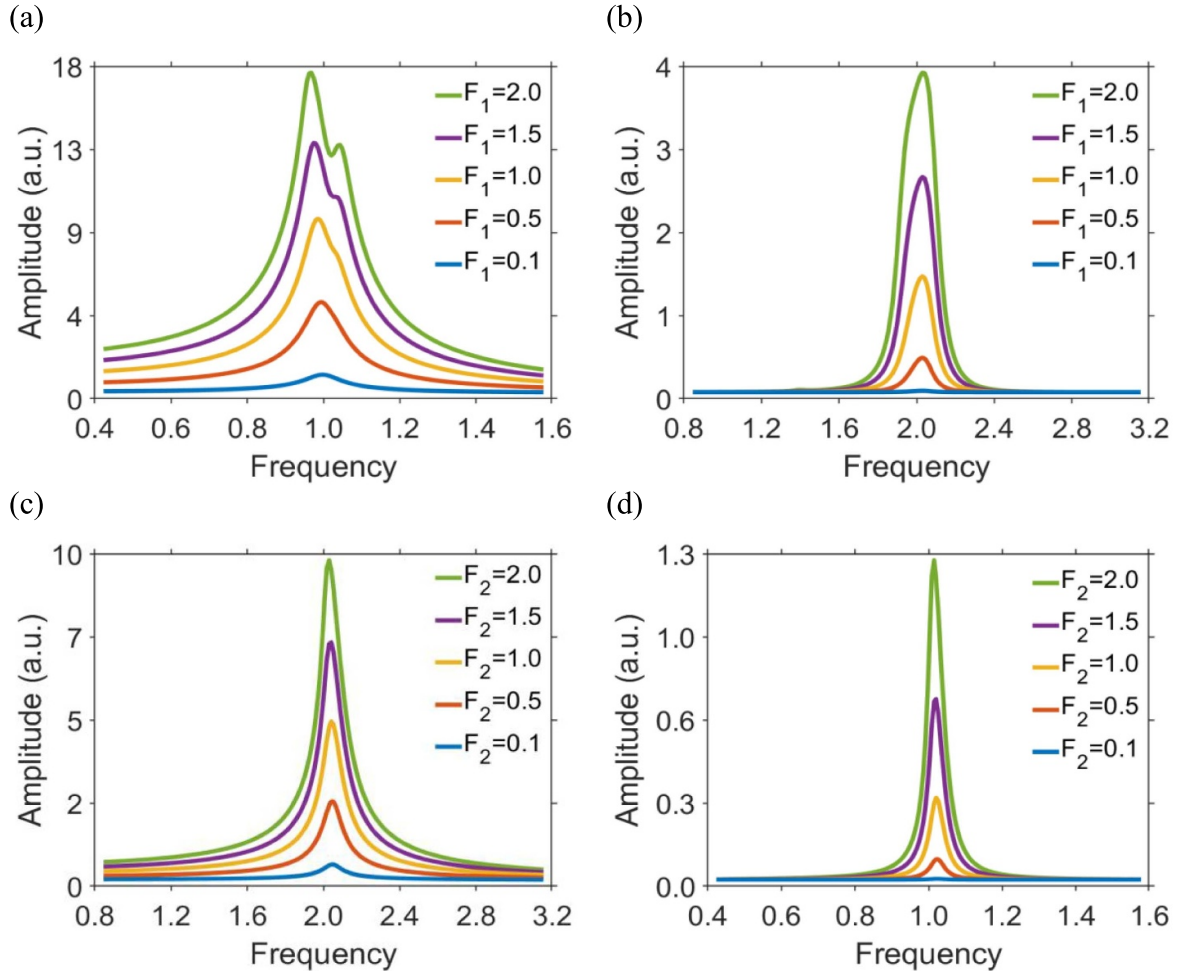 (a)
18
13
9
4
0
0.4 0.6 0.8 1.0 1.2 1.4 1.6
Amplitude (a.u.)
Frequency
F1=2.0
F1=1.5
F1=1.0
F1=0.5
F1=0.1
(b)
4
3
2
1
0
0.8 1.2 1.6 2.0 2.4 2.8 3.2
Amplitude (a.u.)
Frequency
F1=2.0
F1=1.5
F1=1.0
F1=0.5
F1=0.1
(c)
10
7
5
2
0
0.8 1.2 1.6 2.0 2.4 2.8 3.2
Amplitude (a.u.)
Frequency
F2=2.0
F2=1.5
F2=1.0
F2=0.5
F2=0.1
(d)
1.3
1.0
0.6
0.3
0.0
0.4 0.6 0.8 1.0 1.2 1.4 1.6
Amplitude (a.u.)
Frequency
F2=2.0
F2=1.5
F2=1.0
F2=0.5
F2=0.1